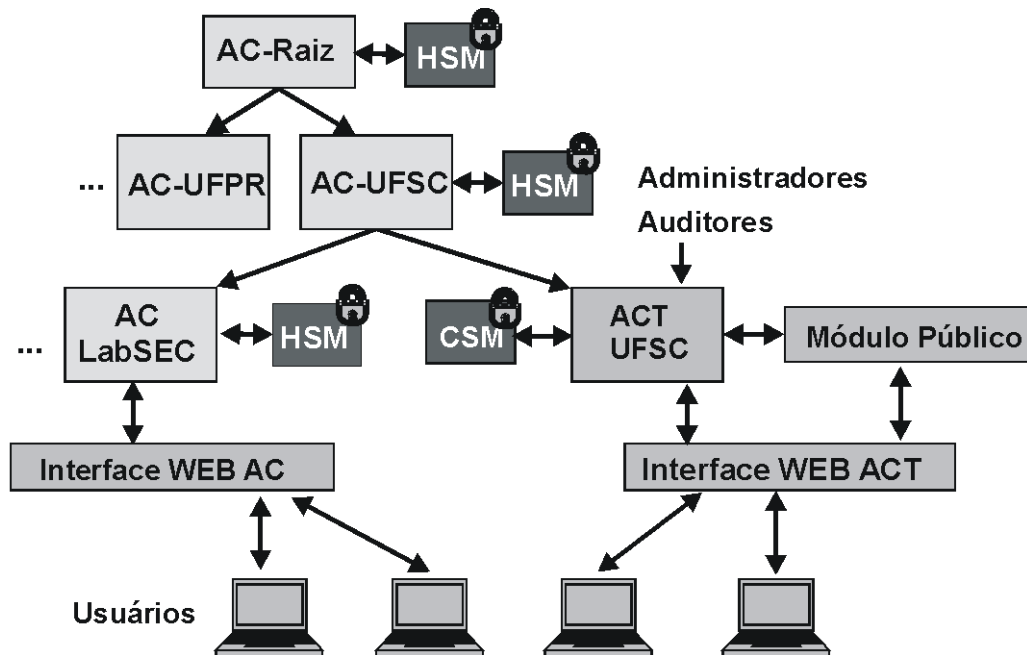 AC-Raiz
HSM
...
AC-UFPR
AC-UFSC
HSM
Administradores
Auditores
...
AC
LabSEC
HSM
CSM
ACT
UFSC
Módulo Público
Interface WEB AC
Interface WEB ACT
Usuários